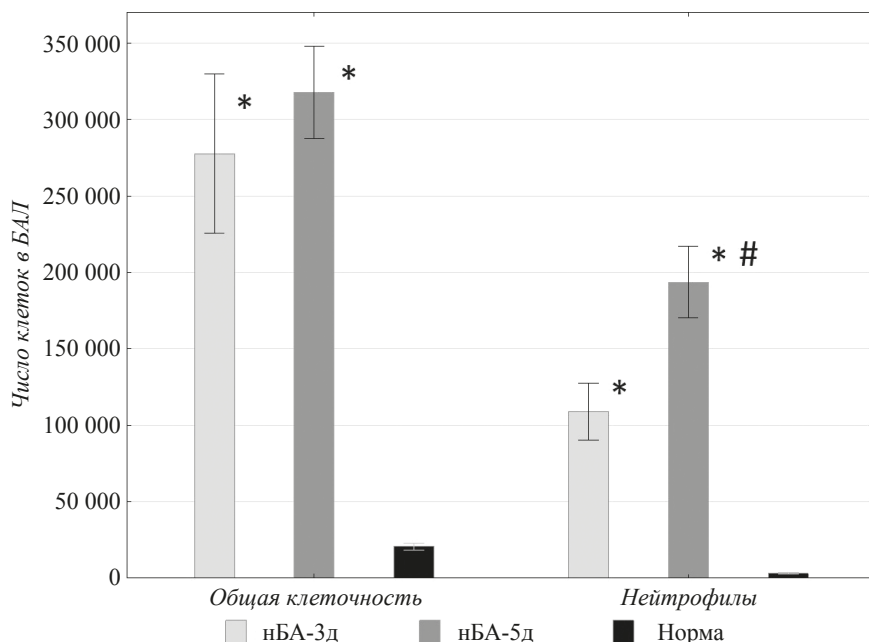 Число клеток в БАЛ
350 000
300 000
250 000
200 000
150 000
100 000
50 000
0
*
*
*
* #
Общая клеточность
Нейтрофилы
нБА-3д
нБА-5д
Норма